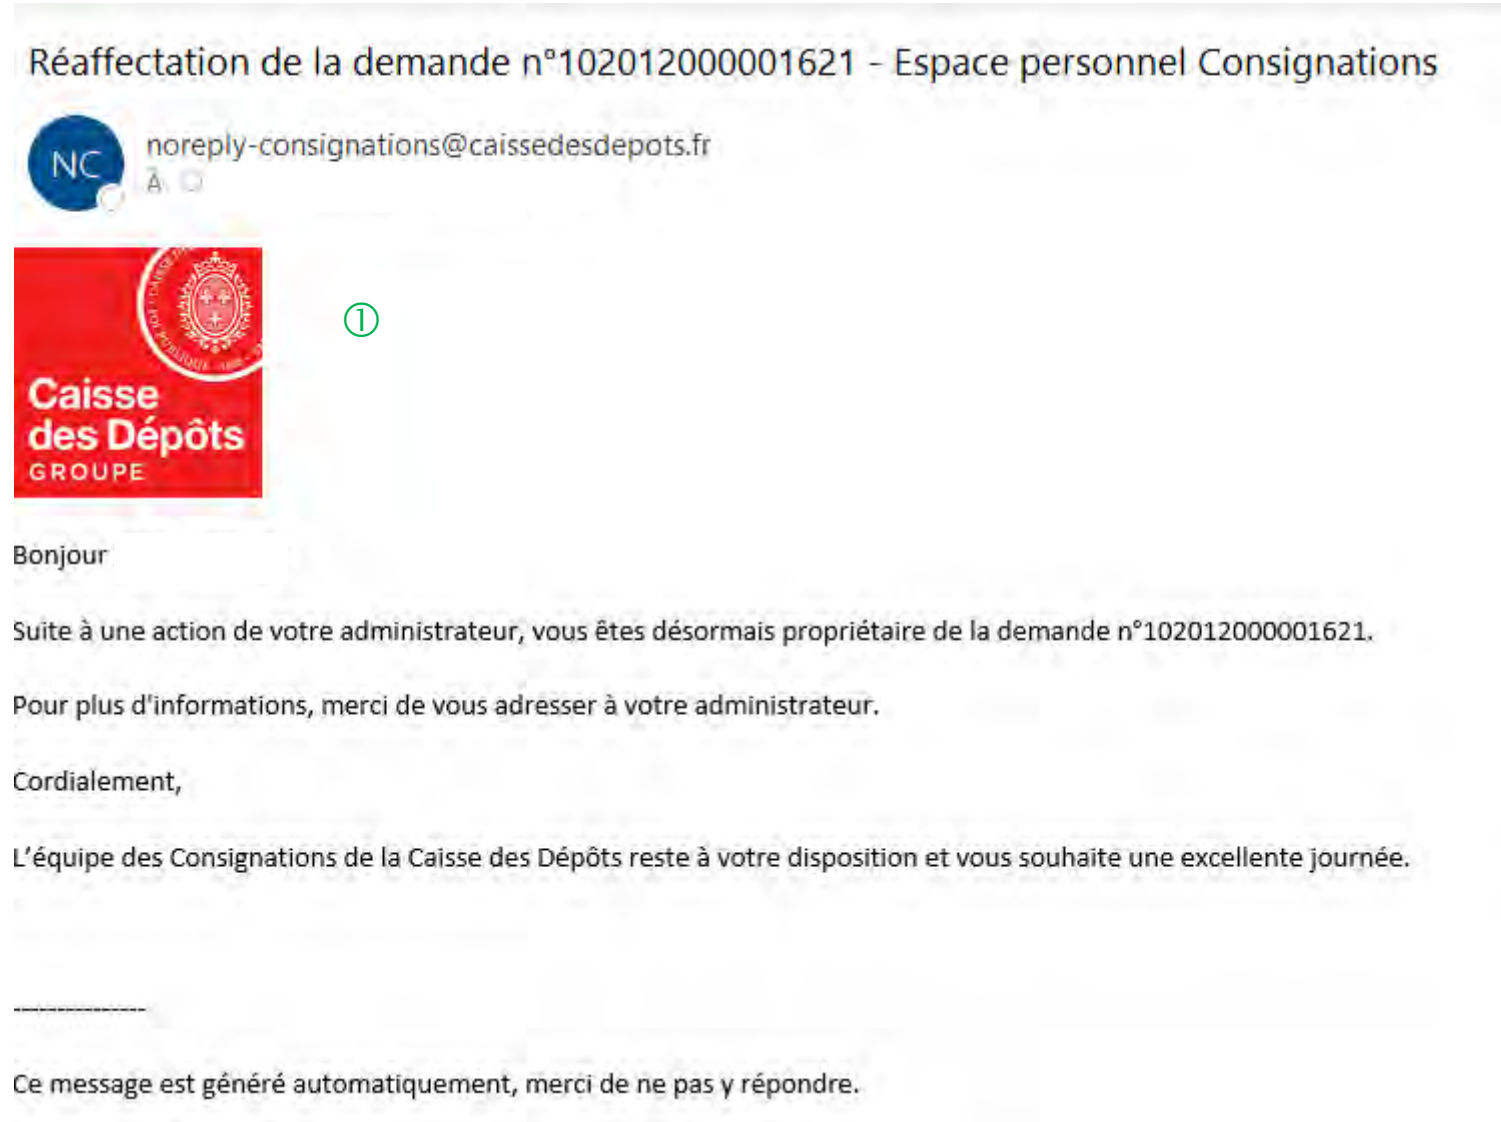 Réaffectation de la demande n°102012000001621 - Espace personnel Consignations
NC
noreply-consignations@caissedesdepots.fr
À
①
Caisse
des Dépôts
GROUPE
Bonjour
Suite à une action de votre administrateur, vous êtes désormais propriétaire de la demande n°102012000001621.
Pour plus d'informations, merci de vous adresser à votre administrateur.
Cordialement,
L'équipe des Consignations de la Caisse des Dépôts reste à votre disposition et vous souhaite une excellente journée.
---------------
Ce message est généré automatiquement, merci de ne pas y répondre.